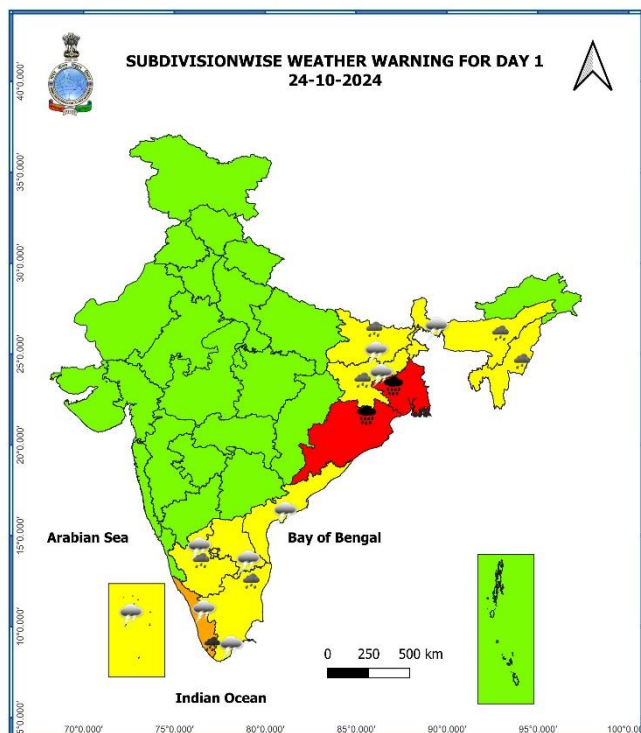 SUBDIVISIONWISE WEATHER WARNING FOR DAY 1
24-10-2024
40°0.000'
35°0.000'
30°0.000'
25°0.000'
20°0.000'
15°0.000'
10°0.000'
5°0.000'
Arabian Sea
Bay of Bengal
0 250 500 km
Indian Ocean
70°0.000' 75°0.000' 80°0.000' 85°0.000' 90°0.000' 95°0.000' 100°0.000'